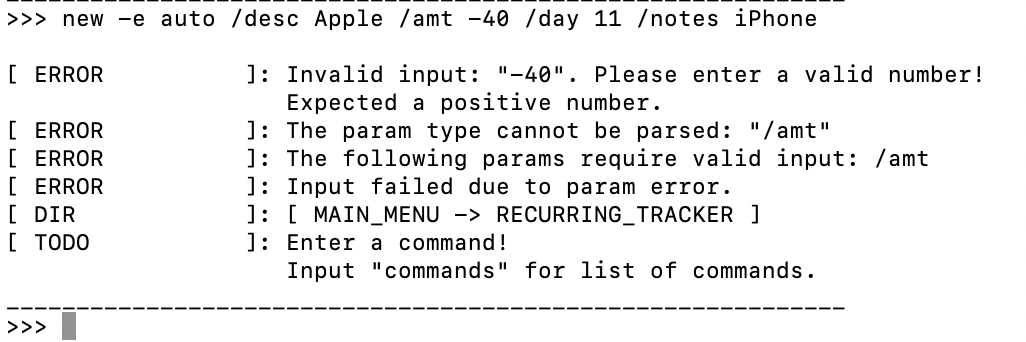 >>> new -e auto /desc Apple /amt -40 /day 11 /notes iPhone
[ ERROR          ]: Invalid input: "-40". Please enter a valid number!
                    Expected a positive number.
[ ERROR          ]: The param type cannot be parsed: "/amt"
[ ERROR          ]: The following params require valid input: /amt
[ ERROR          ]: Input failed due to param error.
[ DIR            ]: [ MAIN_MENU -> RECURRING_TRACKER ]
[ TODO           ]: Enter a command!
                    Input "commands" for list of commands.
____________________________________________________________
>>>